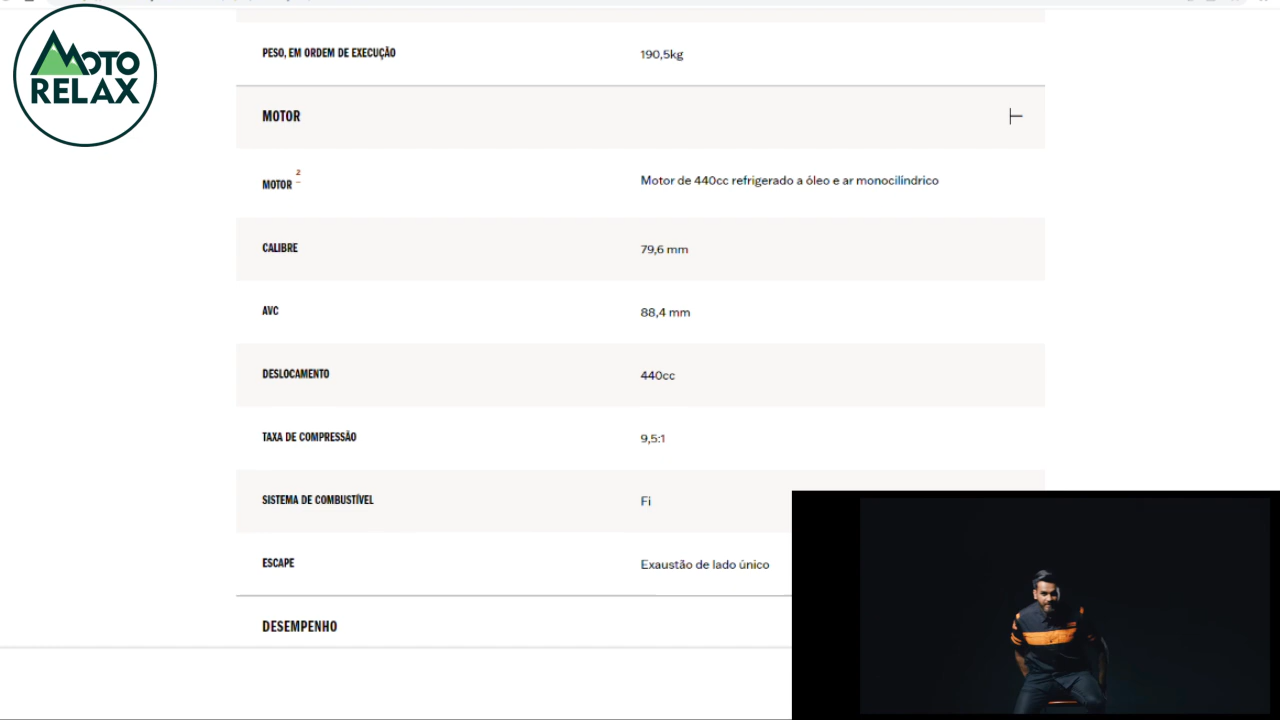 MOTO
RELAX
PESO, EM ORDEM DE EXECUÇÃO 190,5kg
MOTOR
MOTOR 2 Motor de 440cc refrigerado a óleo e ar monocilíndrico
CALIBRE 79,6 mm
AVC 88,4 mm
DESLOCAMENTO 440cc
TAXA DE COMPRESSÃO 9,5:1
SISTEMA DE COMBUSTÍVEL Fi
ESCAPE Exaustão de lado único
DESEMPENHO